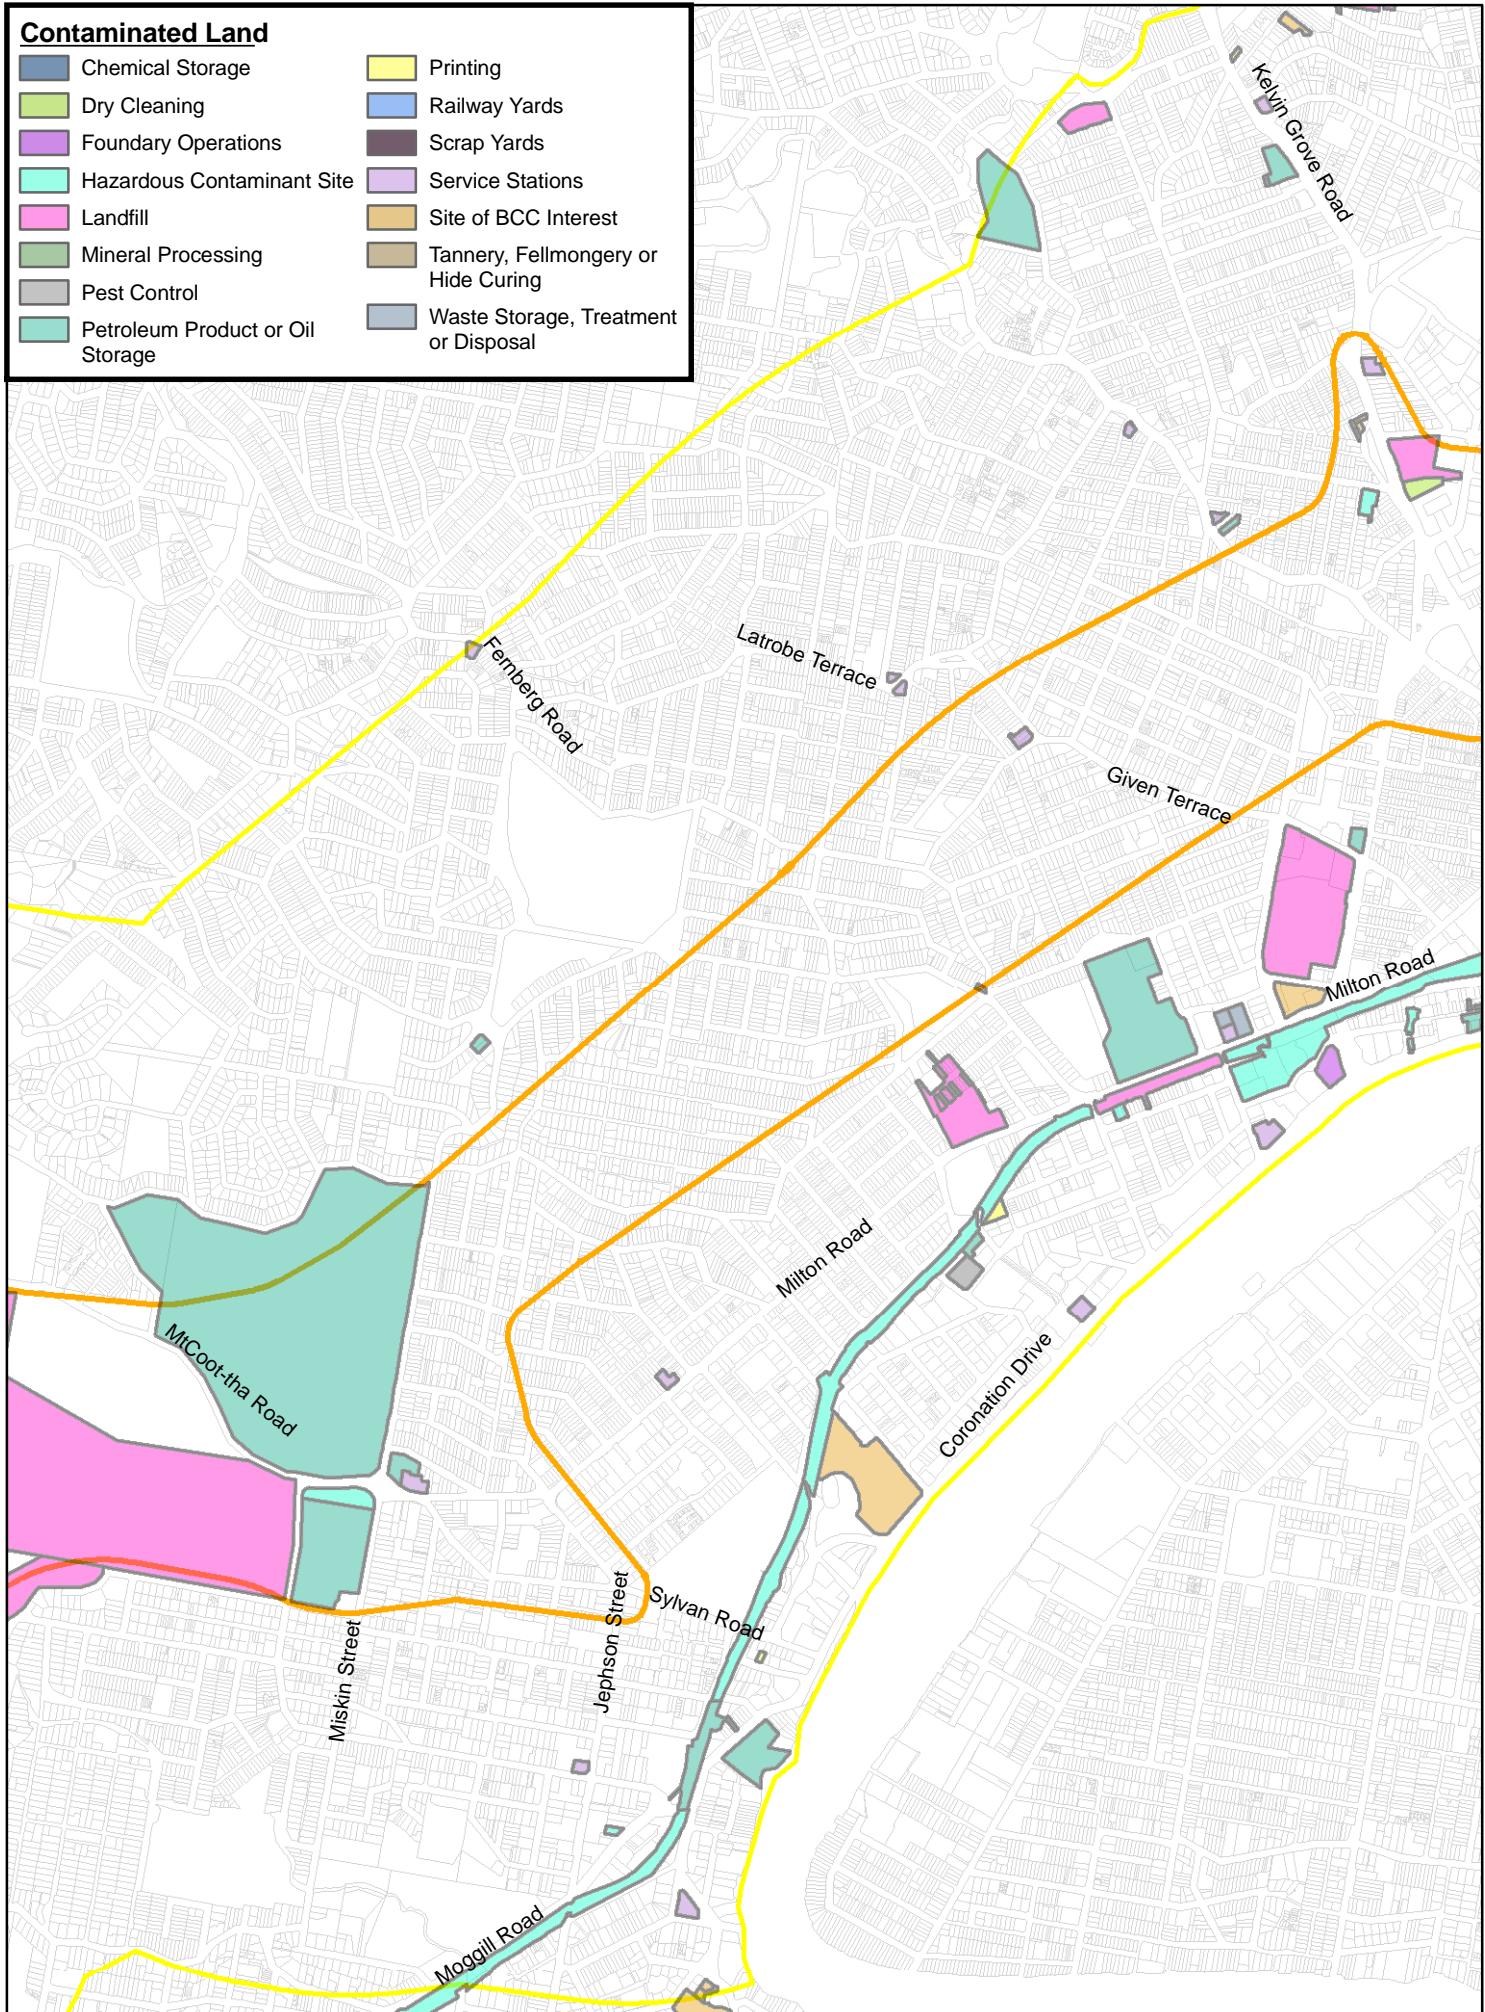 Contaminated Land
Chemical Storage
Dry Cleaning
Foundary Operations
Hazardous Contaminant Site
Landfill
Mineral Processing
Pest Control
Petroleum Product or Oil
Storage
Printing
Railway Yards
Scrap Yards
Service Stations
Site of BCC Interest
Tannery, Fellmongery or
Hide Curing
Waste Storage, Treatment
or Disposal
Kelvin Grove Road
Latrobe Terrace
Fernberg Road
Given Terrace
Milton Road
Milton Road
MtCoot-tha Road
Coronation Drive
Jephson Street
Sylvan Road
Miskin Street
Moggill Road